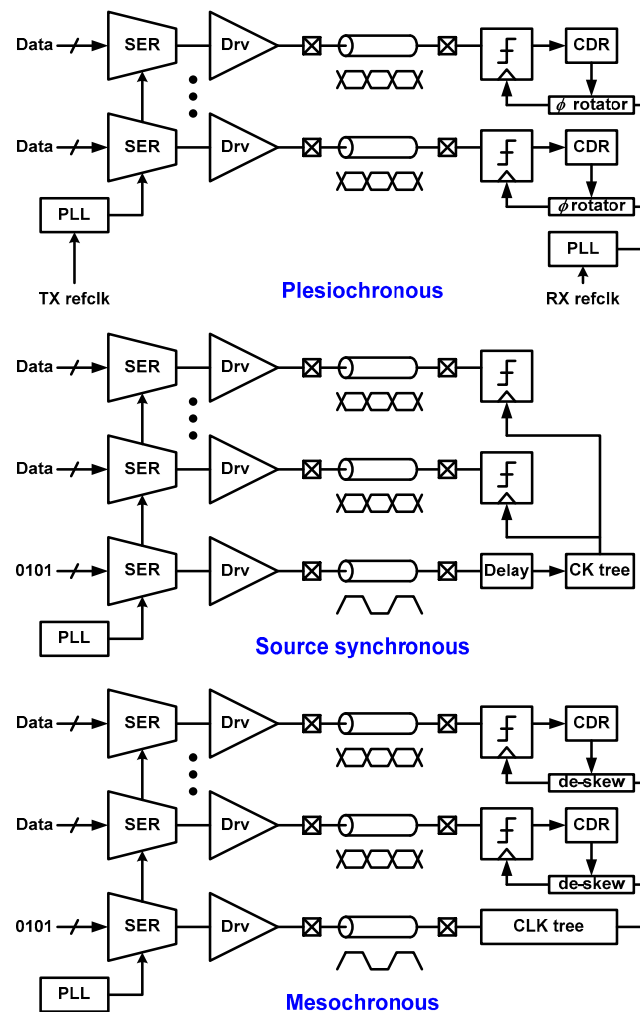 Data SER Drv CDR
ϕ rotator
Data SER Drv CDR
ϕ rotator
PLL PLL
TX refclk Plesiochronous RX refclk
Data SER Drv
Data SER Drv
0101 SER Drv Delay CK tree
PLL Source synchronous
Data SER Drv CDR
de-skew
Data SER Drv CDR
de-skew
0101 SER Drv CLK tree
PLL Mesochronous